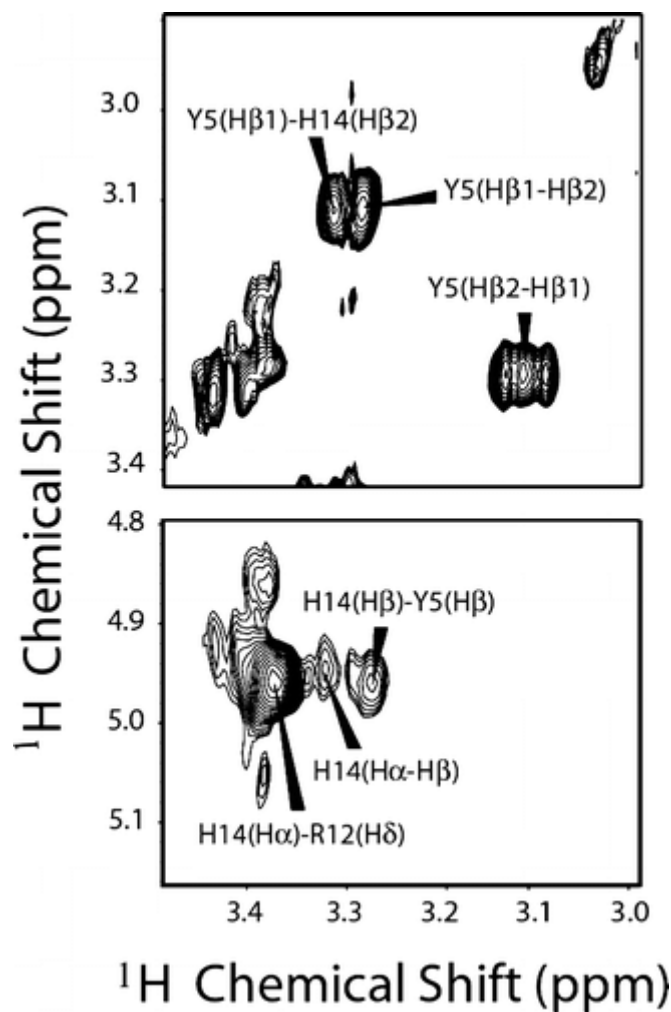 3.0
Y5(Hβ1)-H14(Hβ2)
3.1
Y5(Hβ1-Hβ2)
3.2
Y5(Hβ2-Hβ1)
3.3
3.4
4.8
H14(Hβ)-Y5(Hβ)
4.9
5.0
H14(Hα-Hβ)
5.1
H14(Hα)-R12(Hδ)
3.4 3.3 3.2 3.1 3.0
¹H Chemical Shift (ppm)
¹H Chemical Shift (ppm)